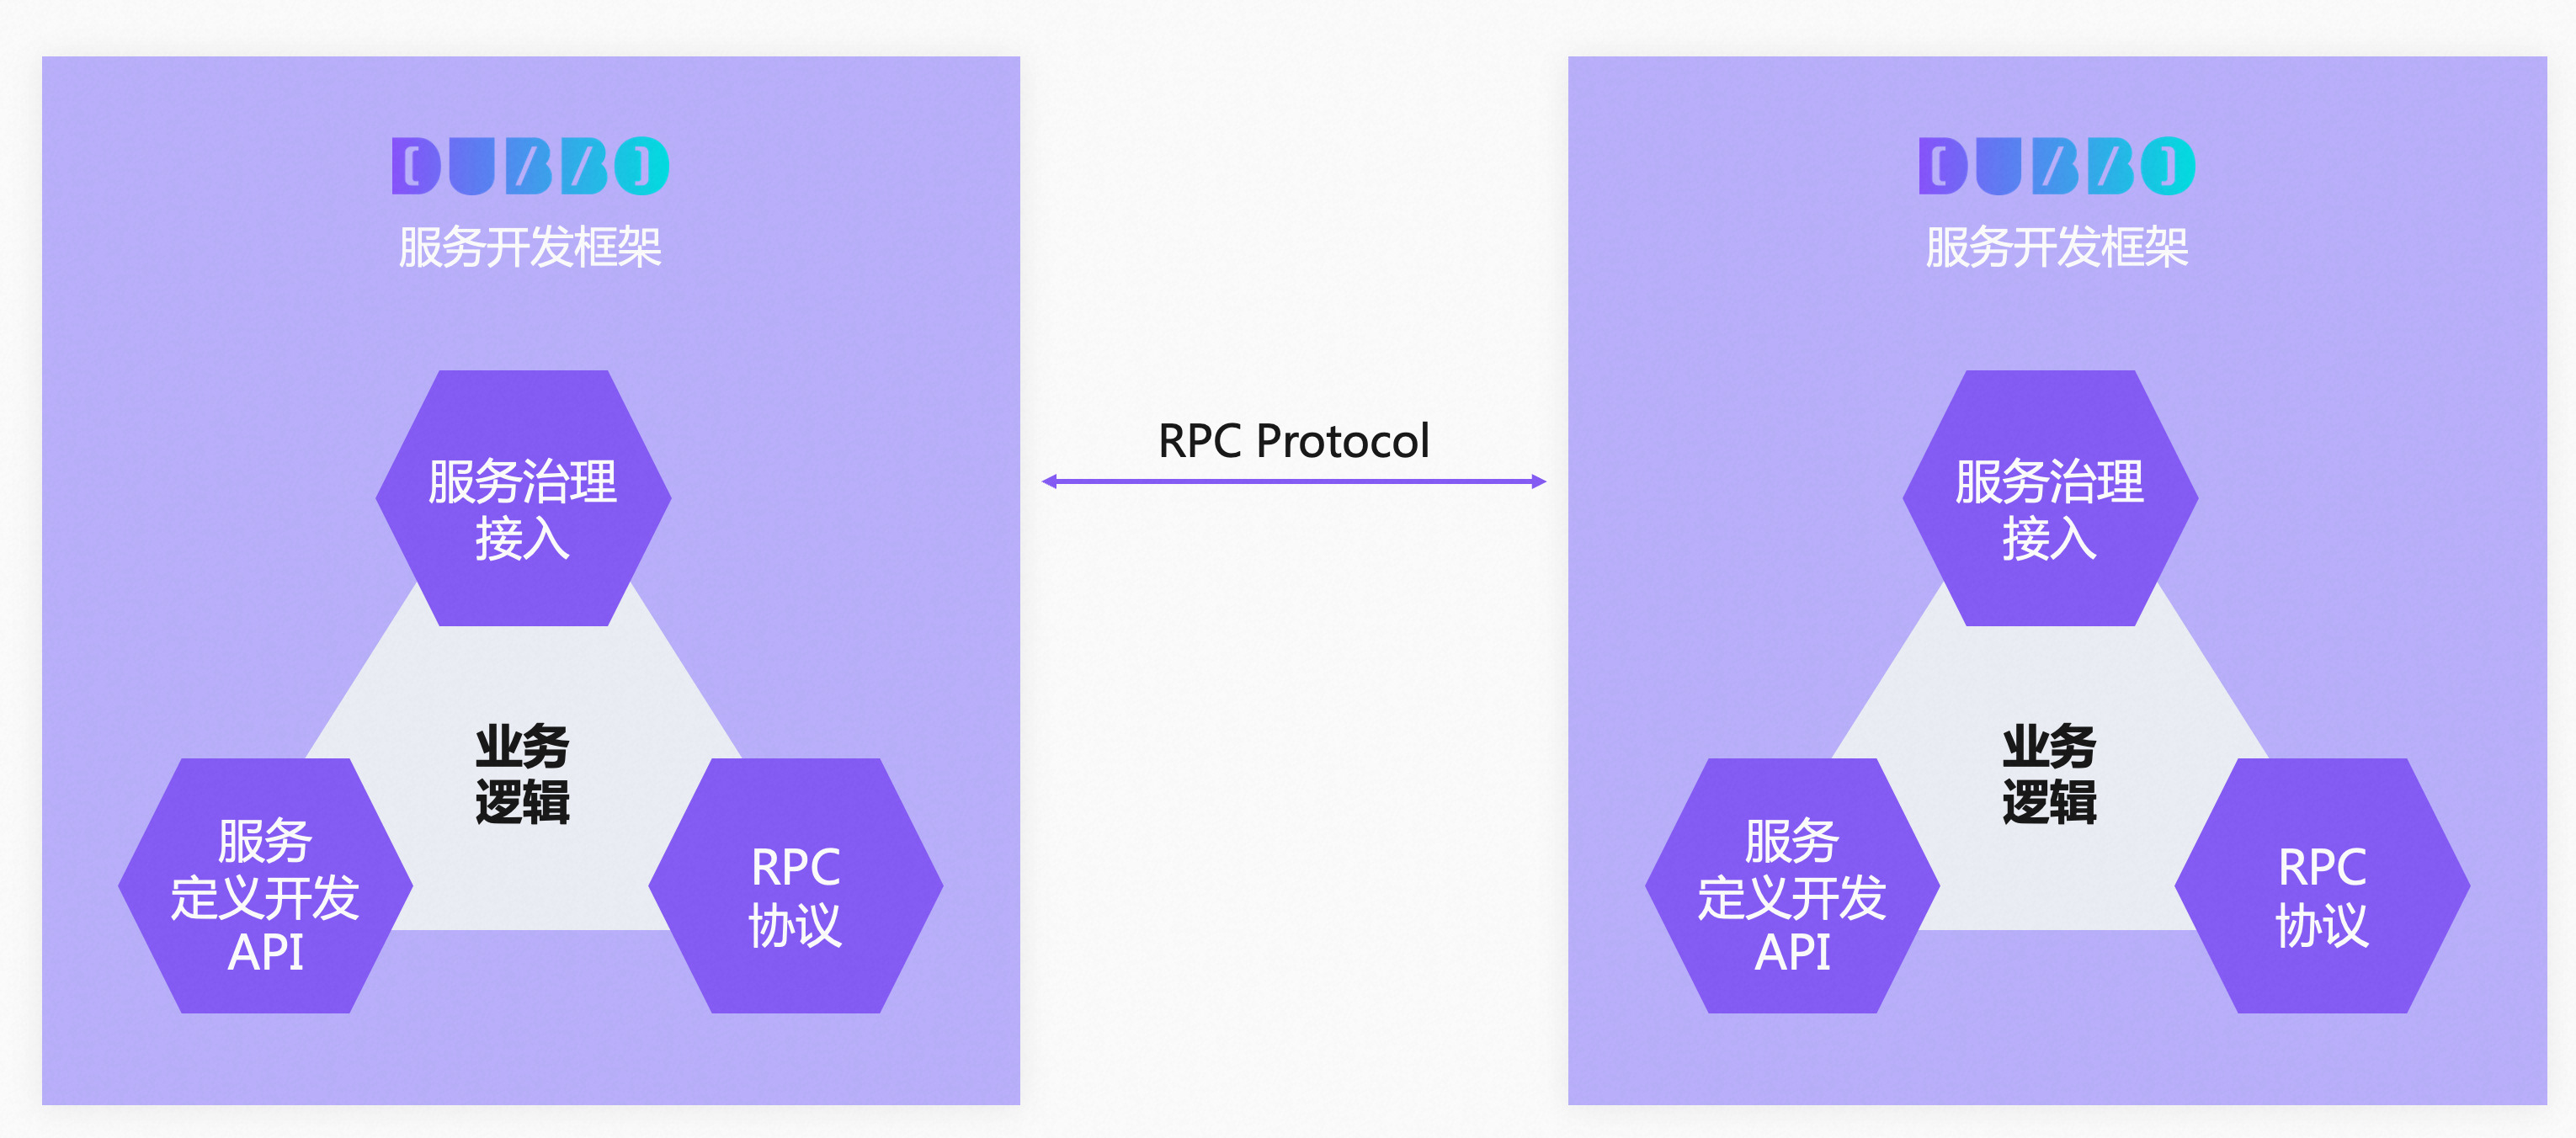 DUBBO
服务开发框架
服务治理
接入
业务
逻辑
服务
定义开发
API
RPC
协议
RPC Protocol
DUBBO
服务开发框架
服务治理
接入
业务
逻辑
服务
定义开发
API
RPC
协议